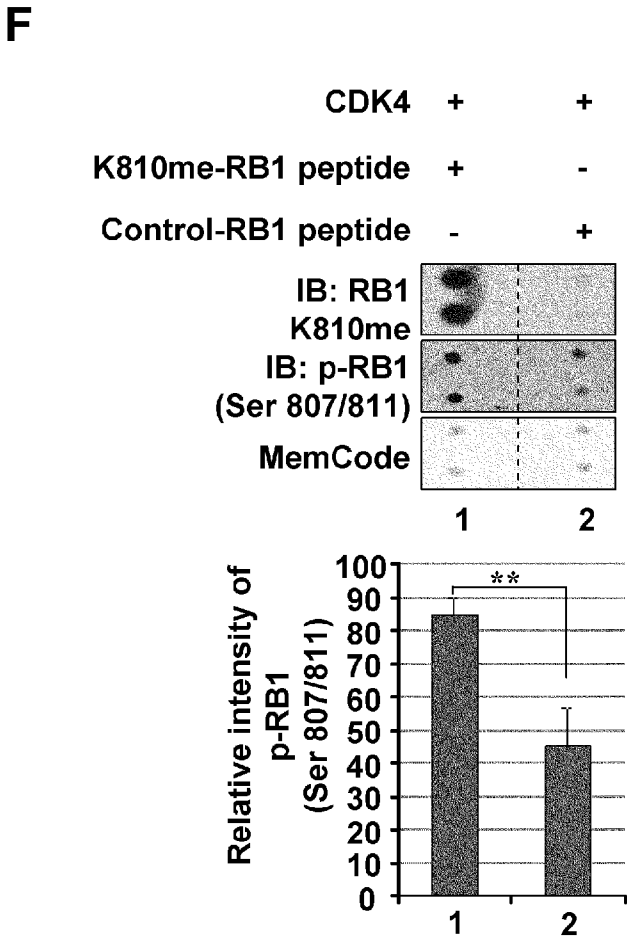 F
CDK4 + +
K810me-RB1 peptide + -
Control-RB1 peptide - +
IB: RB1
K810me
IB: p-RB1
(Ser 807/811)
MemCode
1 2
Relative intensity of
p-RB1
(Ser 807/811)
100
90
80
70
60
50
40
30
20
10
0
**
1 2